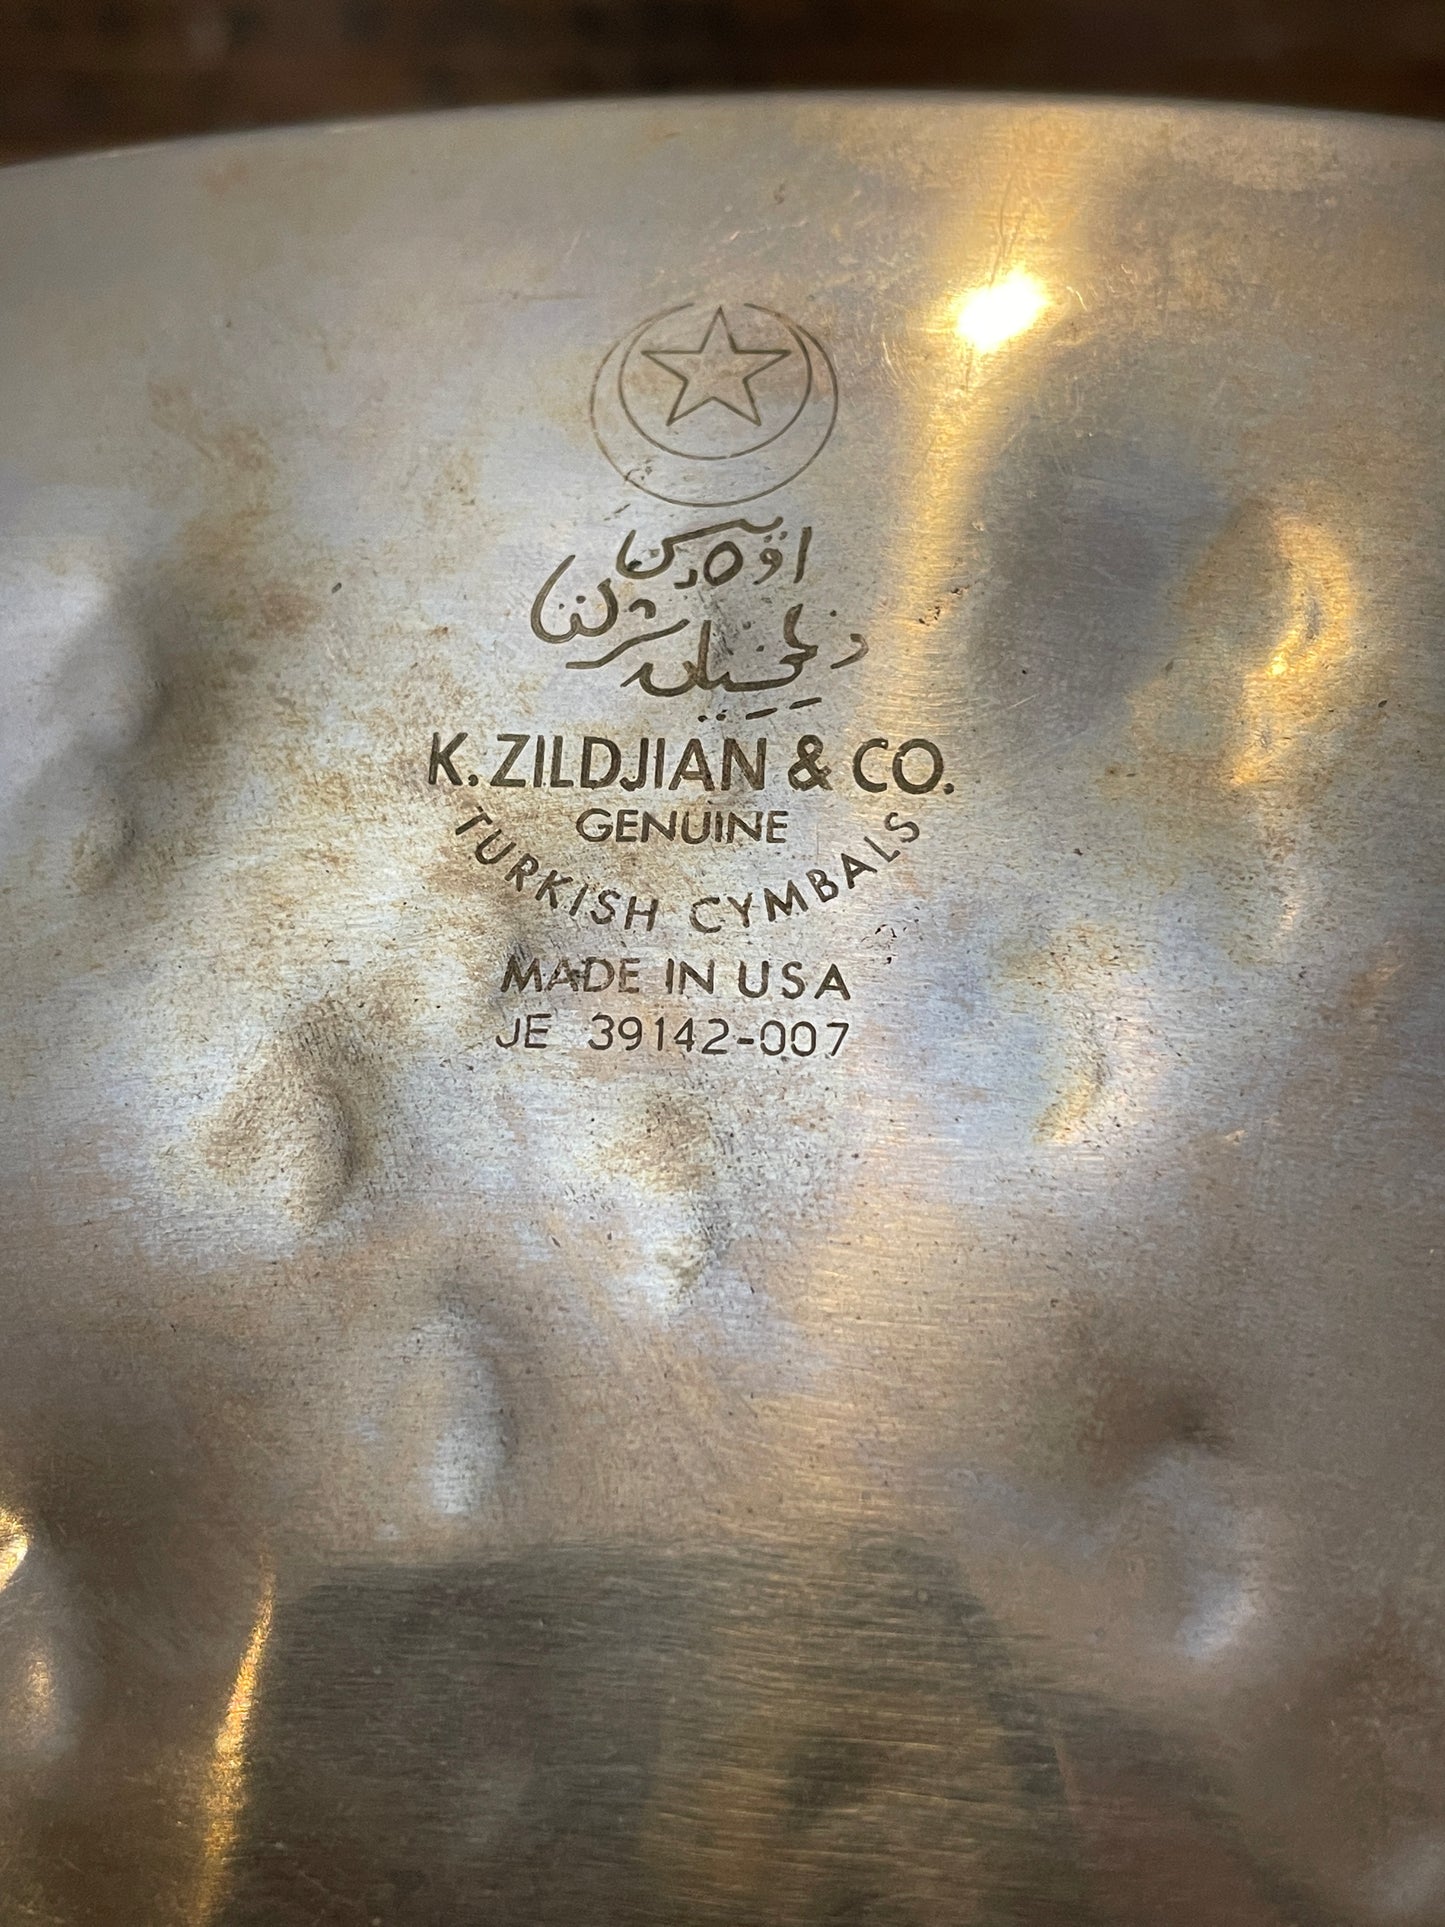 K. ZILDJIAN & CO.
GENUINE
TURKISH CYMBALS
MADE IN USA
JE 39142-007